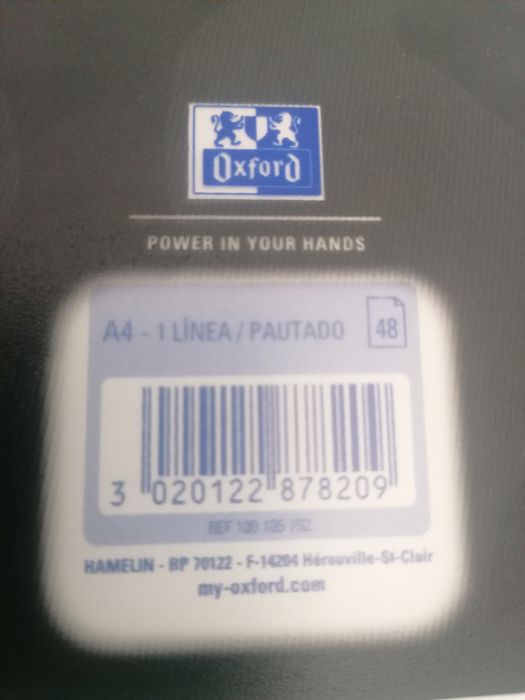 Oxford
POWER IN YOUR HANDS
A4 - 1 LÍNEA / PAUTADO 48
3 020122 878209
REF 100 105 792
HAMELIN - BP 70122 - F-14204 Hérouville-St-Clair
my-oxford.com